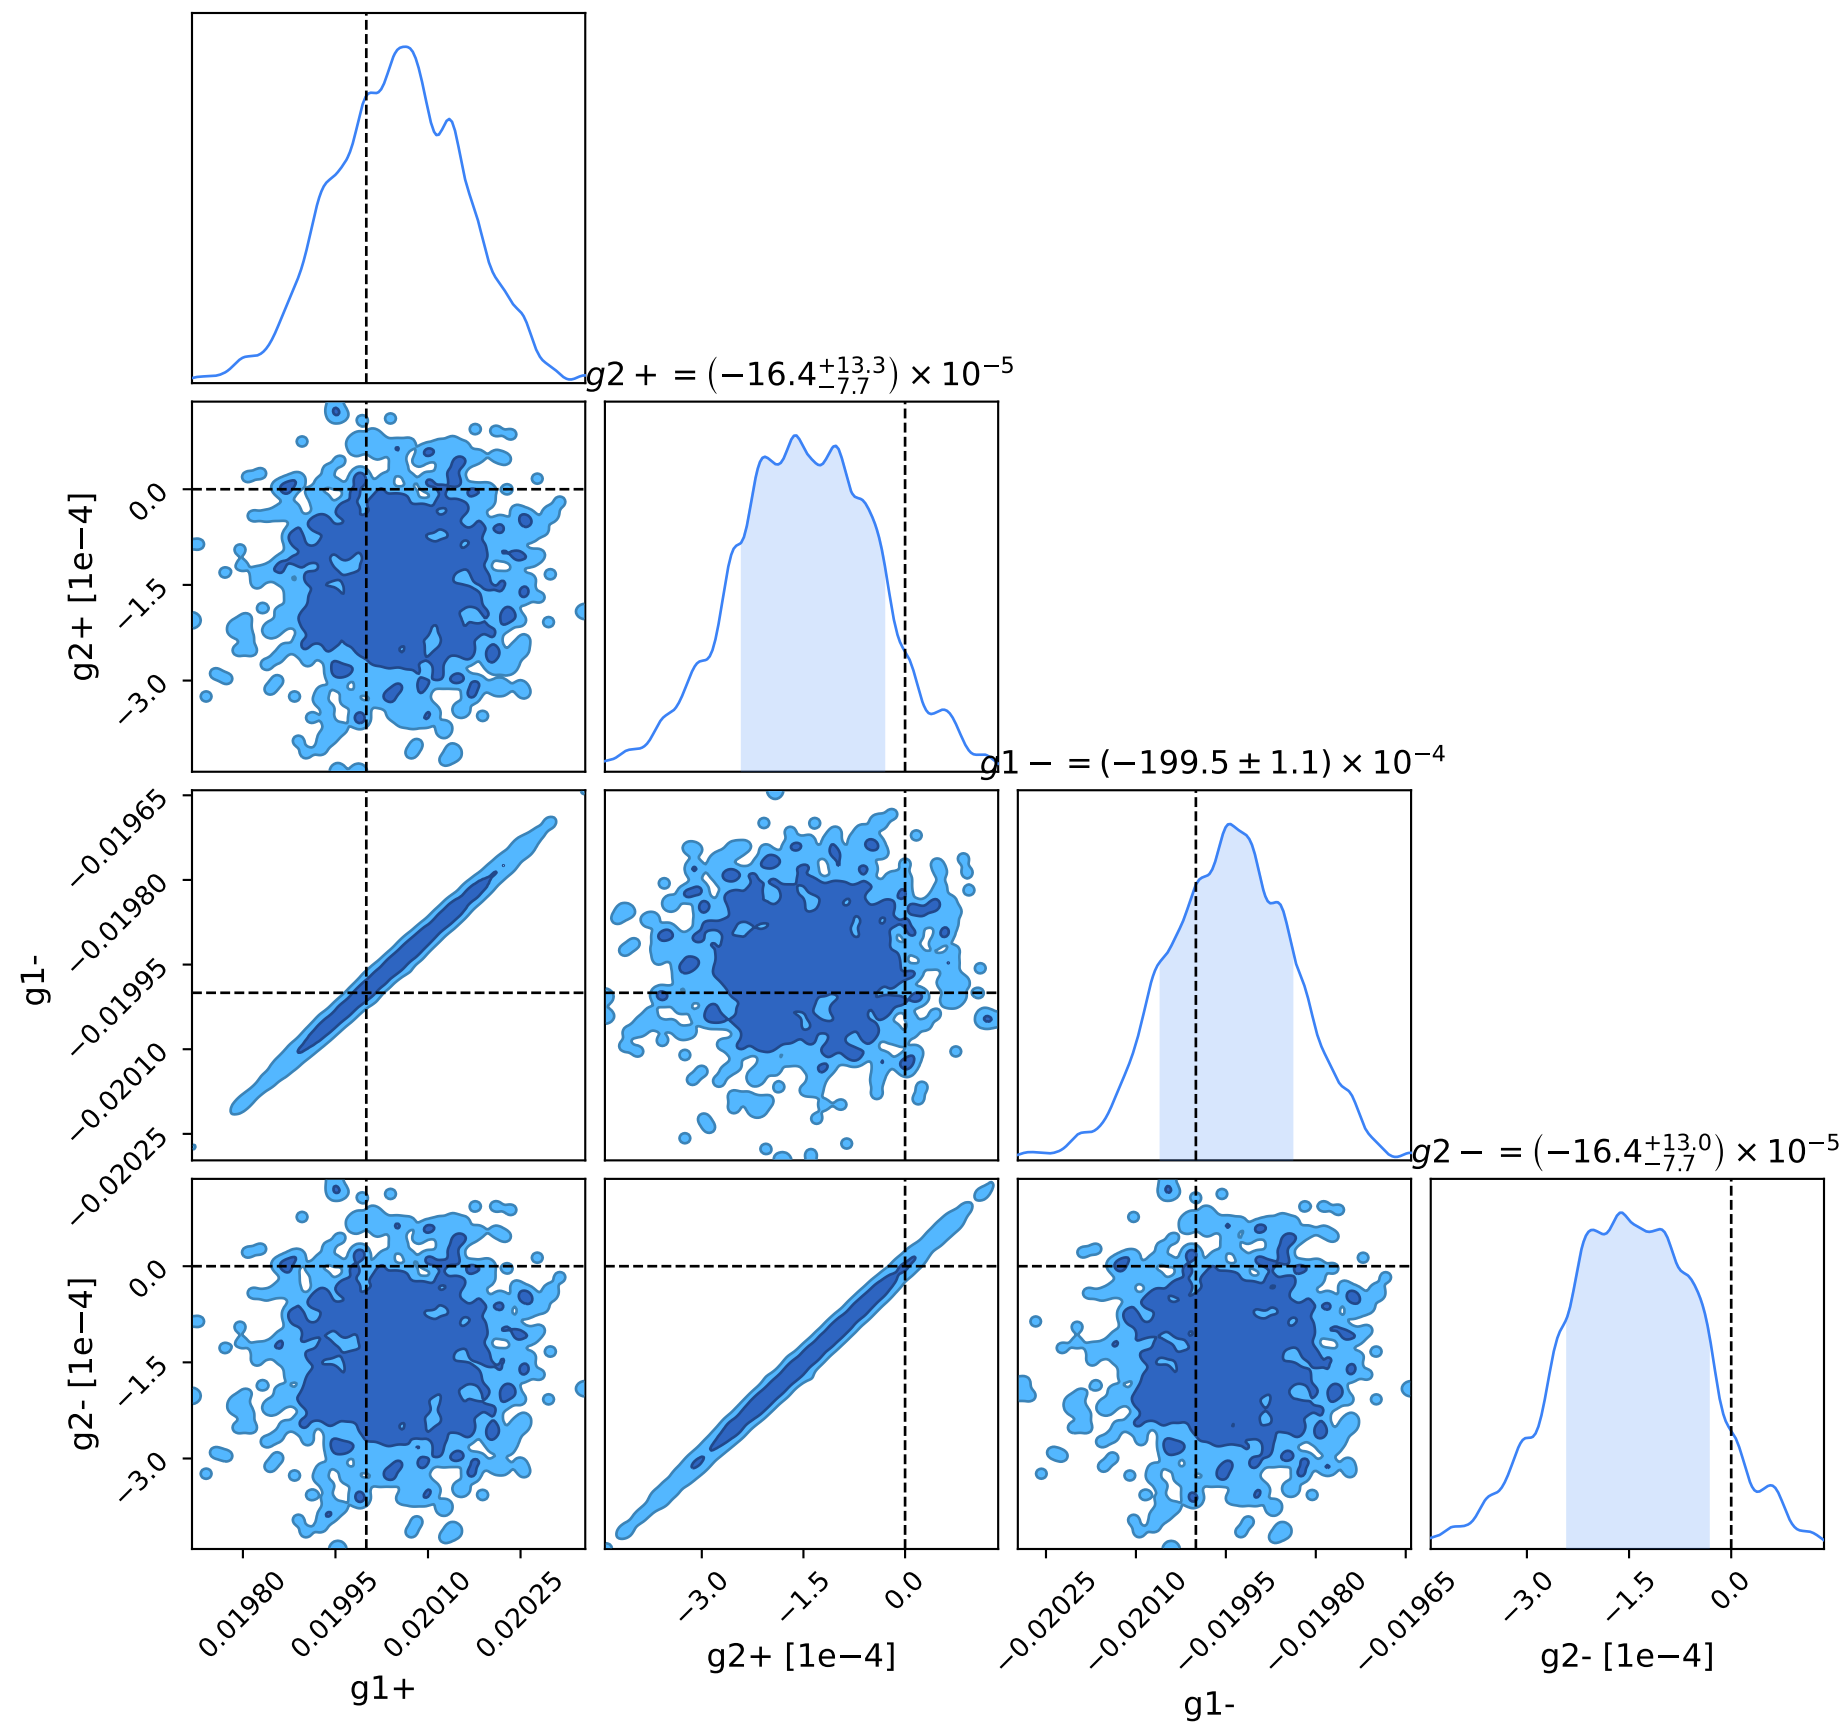 g2+ = (−16.4 +13.3 −7.7) × 10−5
g2+ [1e−4]
0.0
−1.5
−3.0
g1− = (−199.5 ± 1.1) × 10−4
g1-
−0.01965
−0.01980
−0.01995
−0.02010
−0.02025
g2− = (−16.4 +13.0 −7.7) × 10−5
g2- [1e−4]
0.0
−1.5
−3.0
0.01980 0.01995 0.02010 0.02025
−3.0 −1.5 0.0
−0.02025 −0.02010 −0.01995 −0.01980 −0.01965
−3.0 −1.5 0.0
g1+
g2+ [1e−4]
g1-
g2- [1e−4]